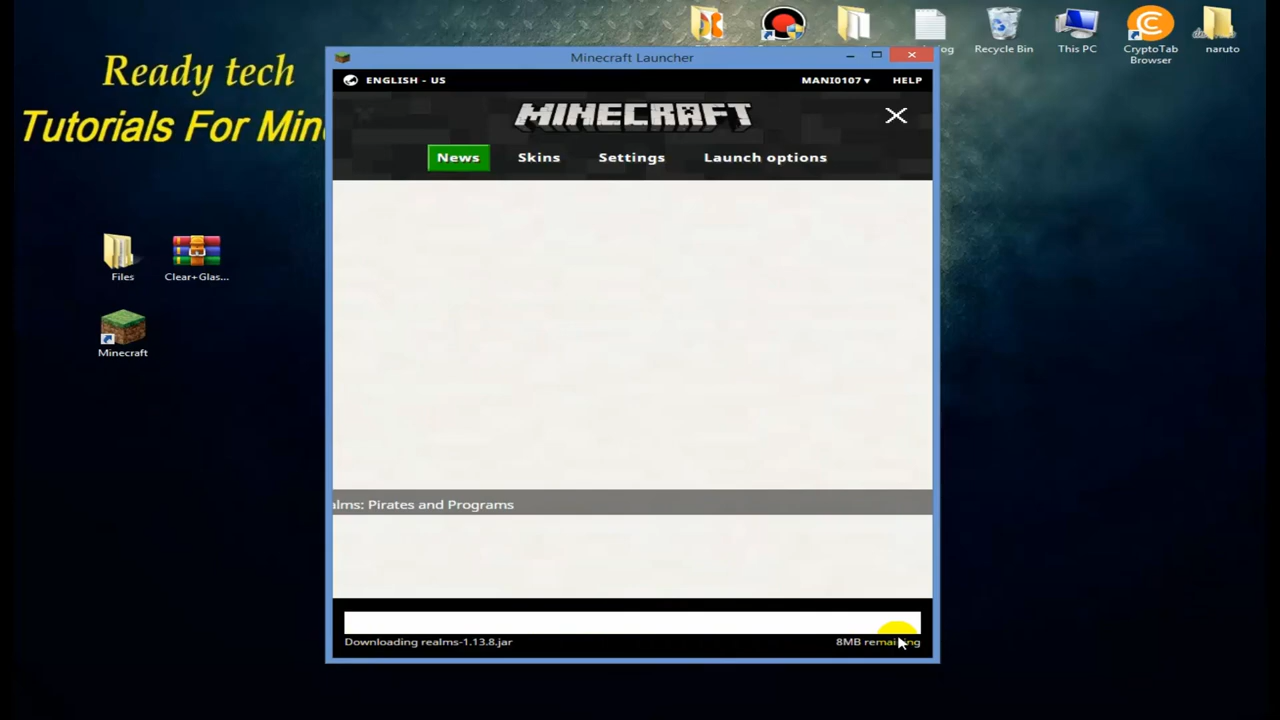 Ready tech
Tutorials For Min
Recycle Bin
This PC
CryptoTab
Browser
naruto
Minecraft Launcher
ENGLISH - US
MANI0107
HELP
MINECRAFT
News
Skins
Settings
Launch options
Files
Clear+Glas...
Minecraft
alms: Pirates and Programs
Downloading realms-1.13.8.jar
8MB remaining